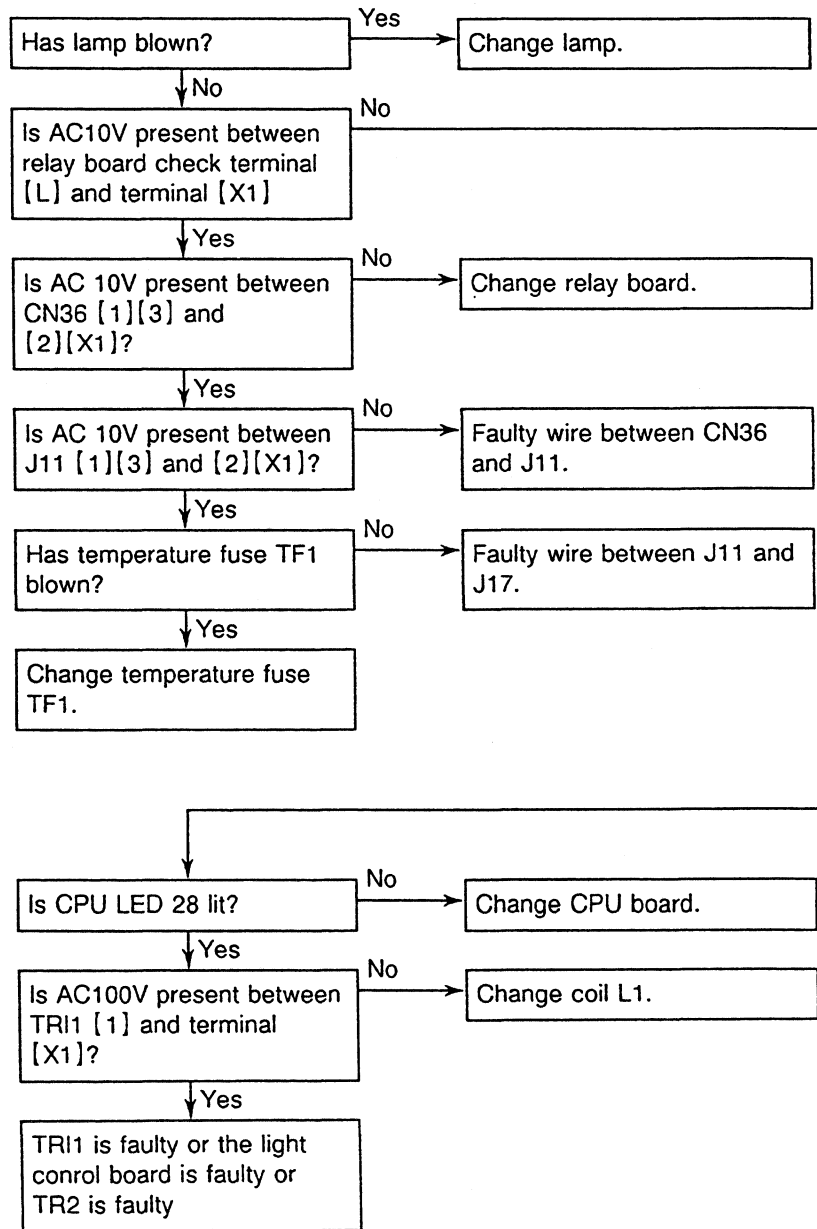 Has lamp blown?
Yes
Change lamp.
No
Is AC10V present between
relay board check terminal
[L] and terminal [X1]
No
Yes
Is AC 10V present between
CN36 [1][3] and
[2][X1]?
No
Change relay board.
Yes
Is AC 10V present between
J11 [1][3] and [2][X1]?
No
Faulty wire between CN36
and J11.
Yes
Has temperature fuse TF1
blown?
No
Faulty wire between J11 and
J17.
Yes
Change temperature fuse
TF1.
Is CPU LED 28 lit?
No
Change CPU board.
Yes
Is AC100V present between
TRI1 [1] and terminal
[X1]?
No
Change coil L1.
Yes
TRI1 is faulty or the light
conrol board is faulty or
TR2 is faulty